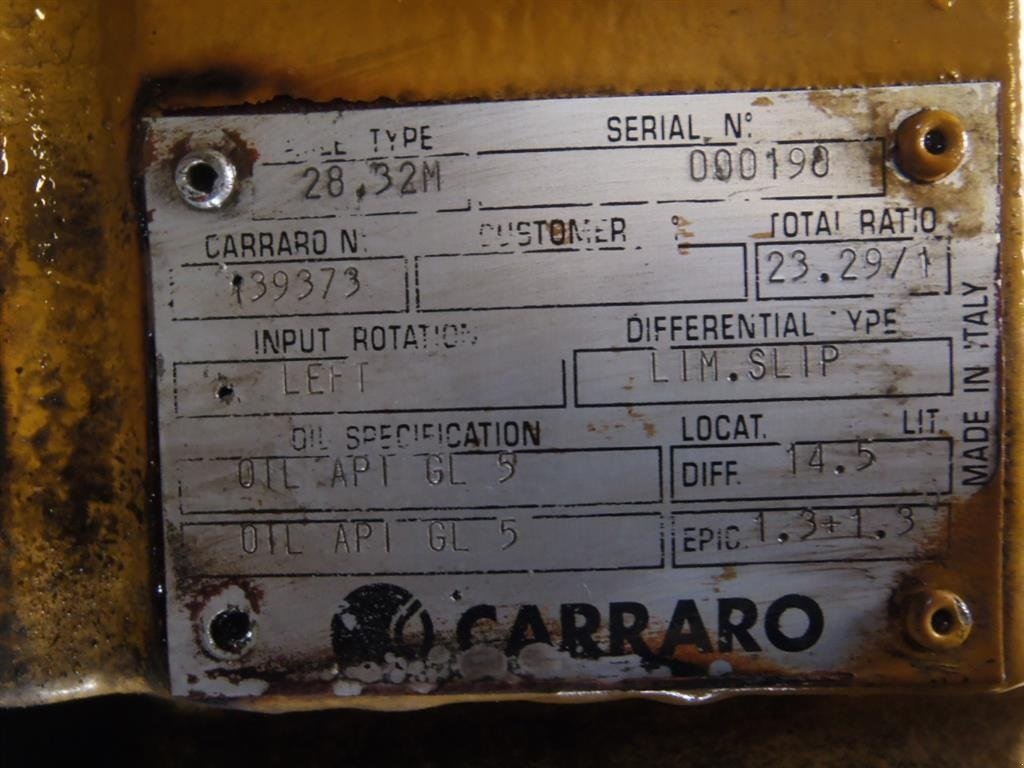 TYPE SERIAL N°
28.32M 000190
CARRARO N° CUSTOMER N° TOTAL RATIO
139373 23.29/1
INPUT ROTATION DIFFERENTIAL TYPE
LEFT LIM.SLIP
OIL SPECIFICATION LOCAT. LIT.
OIL API GL 5 DIFF. 14.5
OIL API GL 5 EPIC. 1.3+1.3
CARRARO
MADE IN ITALY